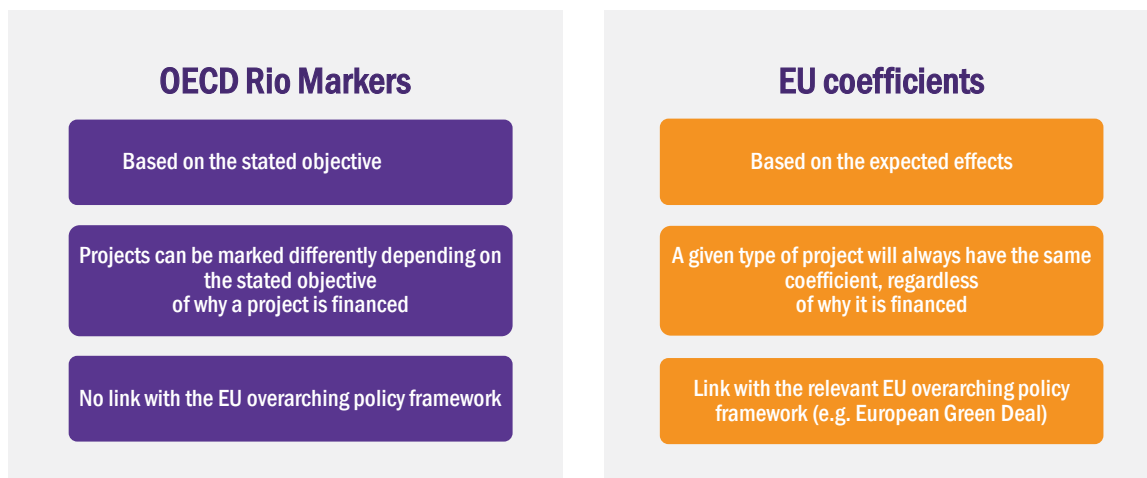 OECD Rio Markers
Based on the stated objective
Projects can be marked differently depending on
the stated objective
of why a project is financed
No link with the EU overarching policy framework
EU coefficients
Based on the expected effects
A given type of project will always have the same
coefficient, regardless
of why it is financed
Link with the relevant EU overarching policy
framework (e.g. European Green Deal)